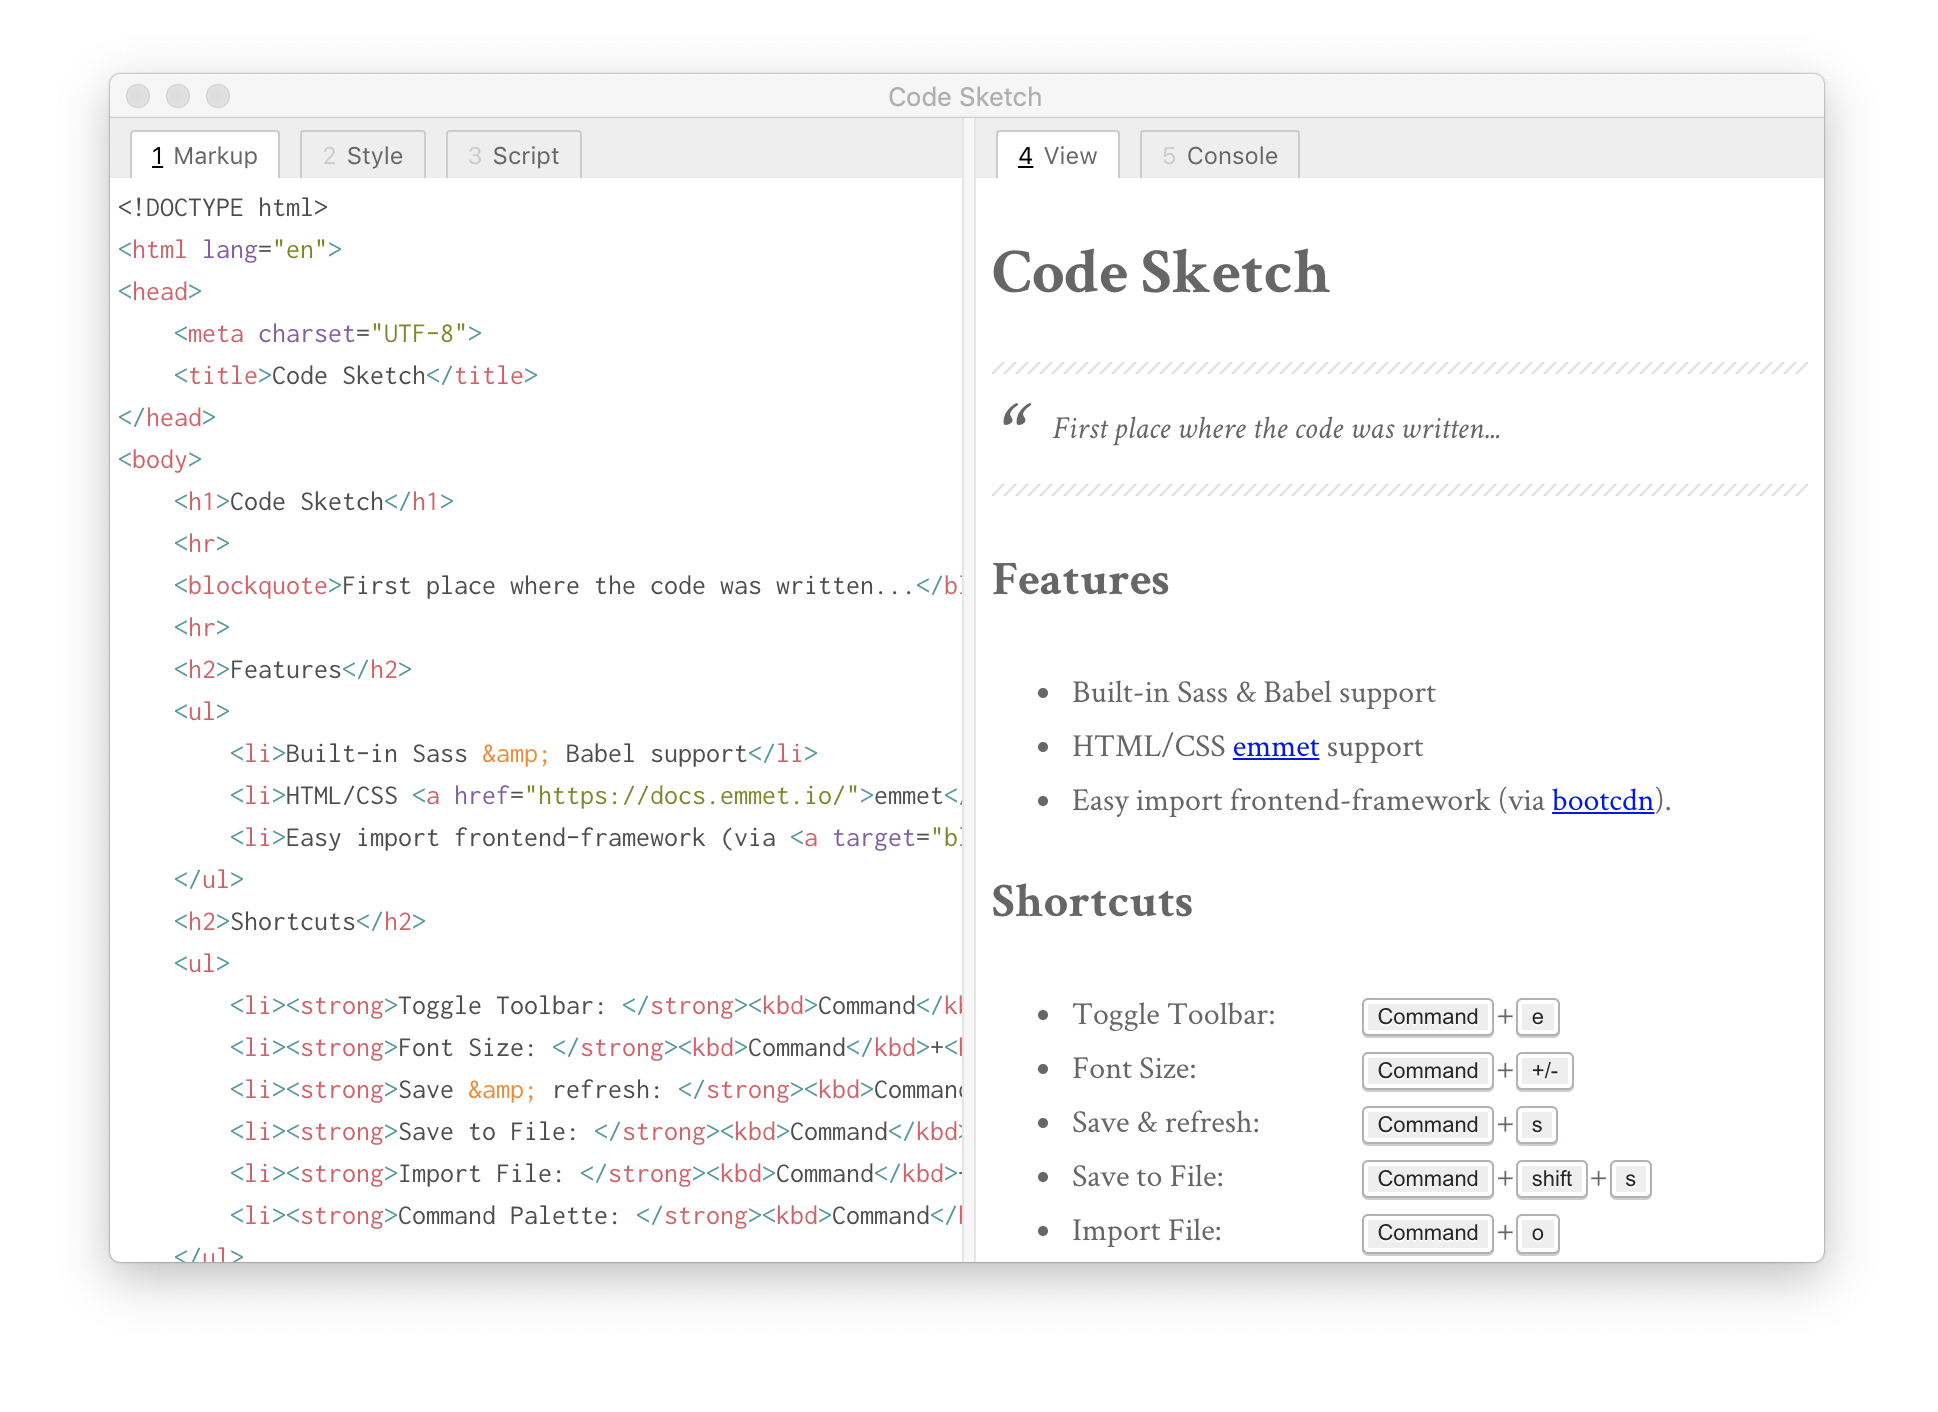 Code Sketch
1 Markup 2 Style 3 Script
<!DOCTYPE html>
<html lang="en">
<head>
<meta charset="UTF-8">
<title>Code Sketch</title>
</head>
<body>
<h1>Code Sketch</h1>
<hr>
<blockquote>First place where the code was written...</bl
<hr>
<h2>Features</h2>
<ul>
<li>Built-in Sass &amp; Babel support</li>
<li>HTML/CSS <a href="https://docs.emmet.io/">emmet</
<li>Easy import frontend-framework (via <a target="bl
</ul>
<h2>Shortcuts</h2>
<ul>
<li><strong>Toggle Toolbar: </strong><kbd>Command</kb
<li><strong>Font Size: </strong><kbd>Command</kbd>+<k
<li><strong>Save &amp; refresh: </strong><kbd>Command
<li><strong>Save to File: </strong><kbd>Command</kbd>
<li><strong>Import File: </strong><kbd>Command</kbd>+
<li><strong>Command Palette: </strong><kbd>Command</k
</ul>
4 View 5 Console
Code Sketch
“ First place where the code was written...
Features
• Built-in Sass & Babel support
• HTML/CSS emmet support
• Easy import frontend-framework (via bootcdn).
Shortcuts
• Toggle Toolbar: Command + e
• Font Size: Command + +/-
• Save & refresh: Command + s
• Save to File: Command + shift + s
• Import File: Command + o